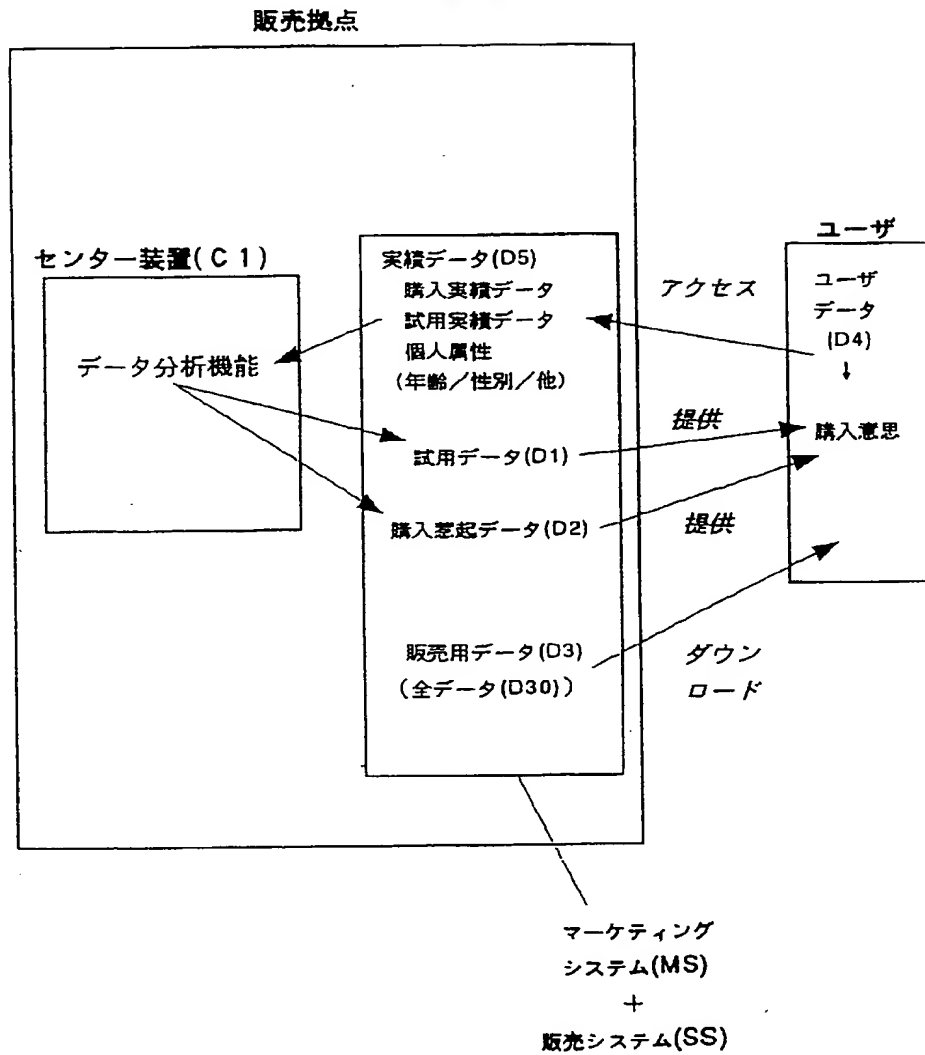 販売拠点
センター装置(C1)
データ分析機能
実績データ(D5)
購入実績データ
試用実績データ
個人属性
(年齢/性別/他)
試用データ(D1)
購入惹起データ(D2)
販売用データ(D3)
(全データ(D30))
アクセス
提供
提供
ダウン
ロード
ユーザ
ユーザ
データ
(D4)
↓
購入意思
マーケティング
システム(MS)
+
販売システム(SS)